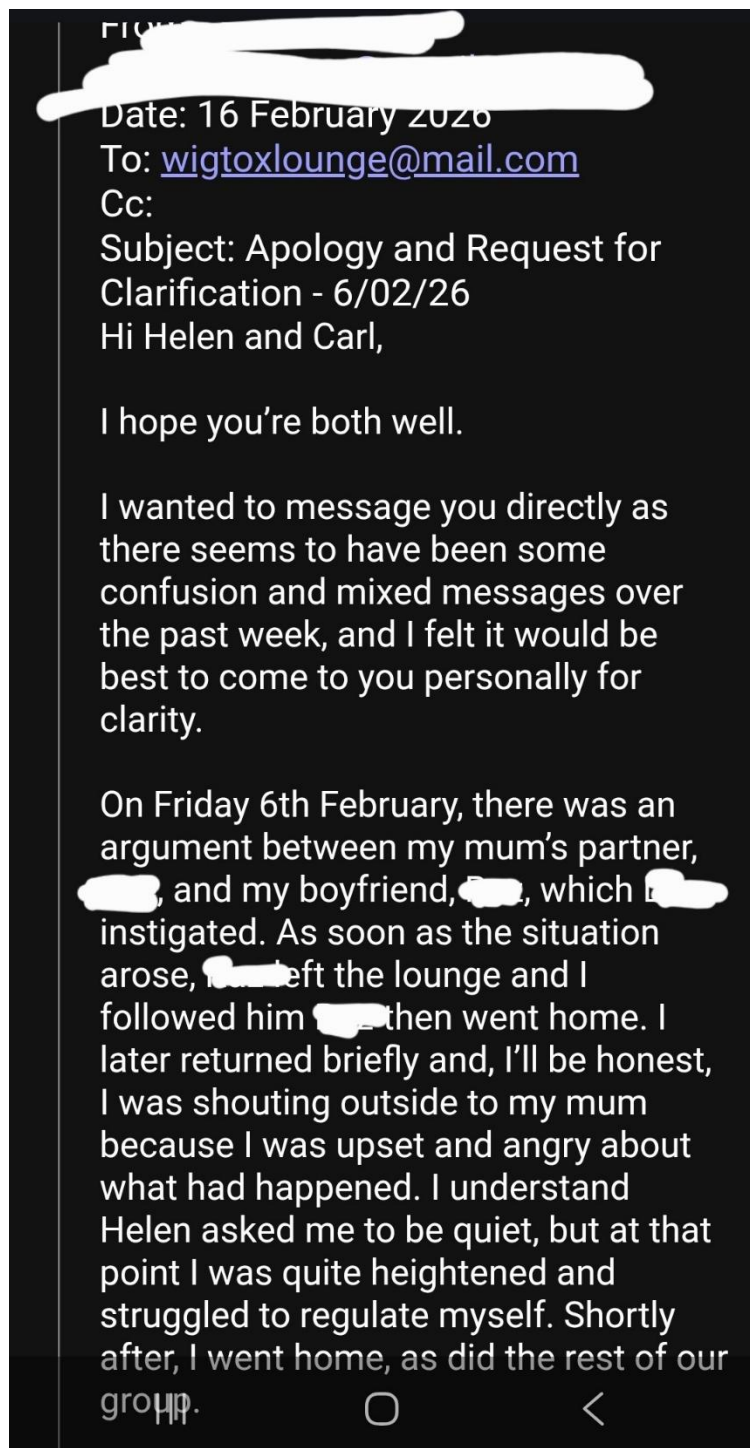 Date: 16 February 2026
To: wigtoxlounge@mail.com
Cc:
Subject: Apology and Request for
Clarification - 6/02/26
Hi Helen and Carl,
I hope you’re both well.
I wanted to message you directly as
there seems to have been some
confusion and mixed messages over
the past week, and I felt it would be
best to come to you personally for
clarity.
On Friday 6th February, there was an
argument between my mum’s partner,
, and my boyfriend, , which
instigated. As soon as the situation
arose, left the lounge and I
followed him then went home. I
later returned briefly and, I’ll be honest,
I was shouting outside to my mum
because I was upset and angry about
what had happened. I understand
Helen asked me to be quiet, but at that
point I was quite heightened and
struggled to regulate myself. Shortly
after, I went home, as did the rest of our
group.